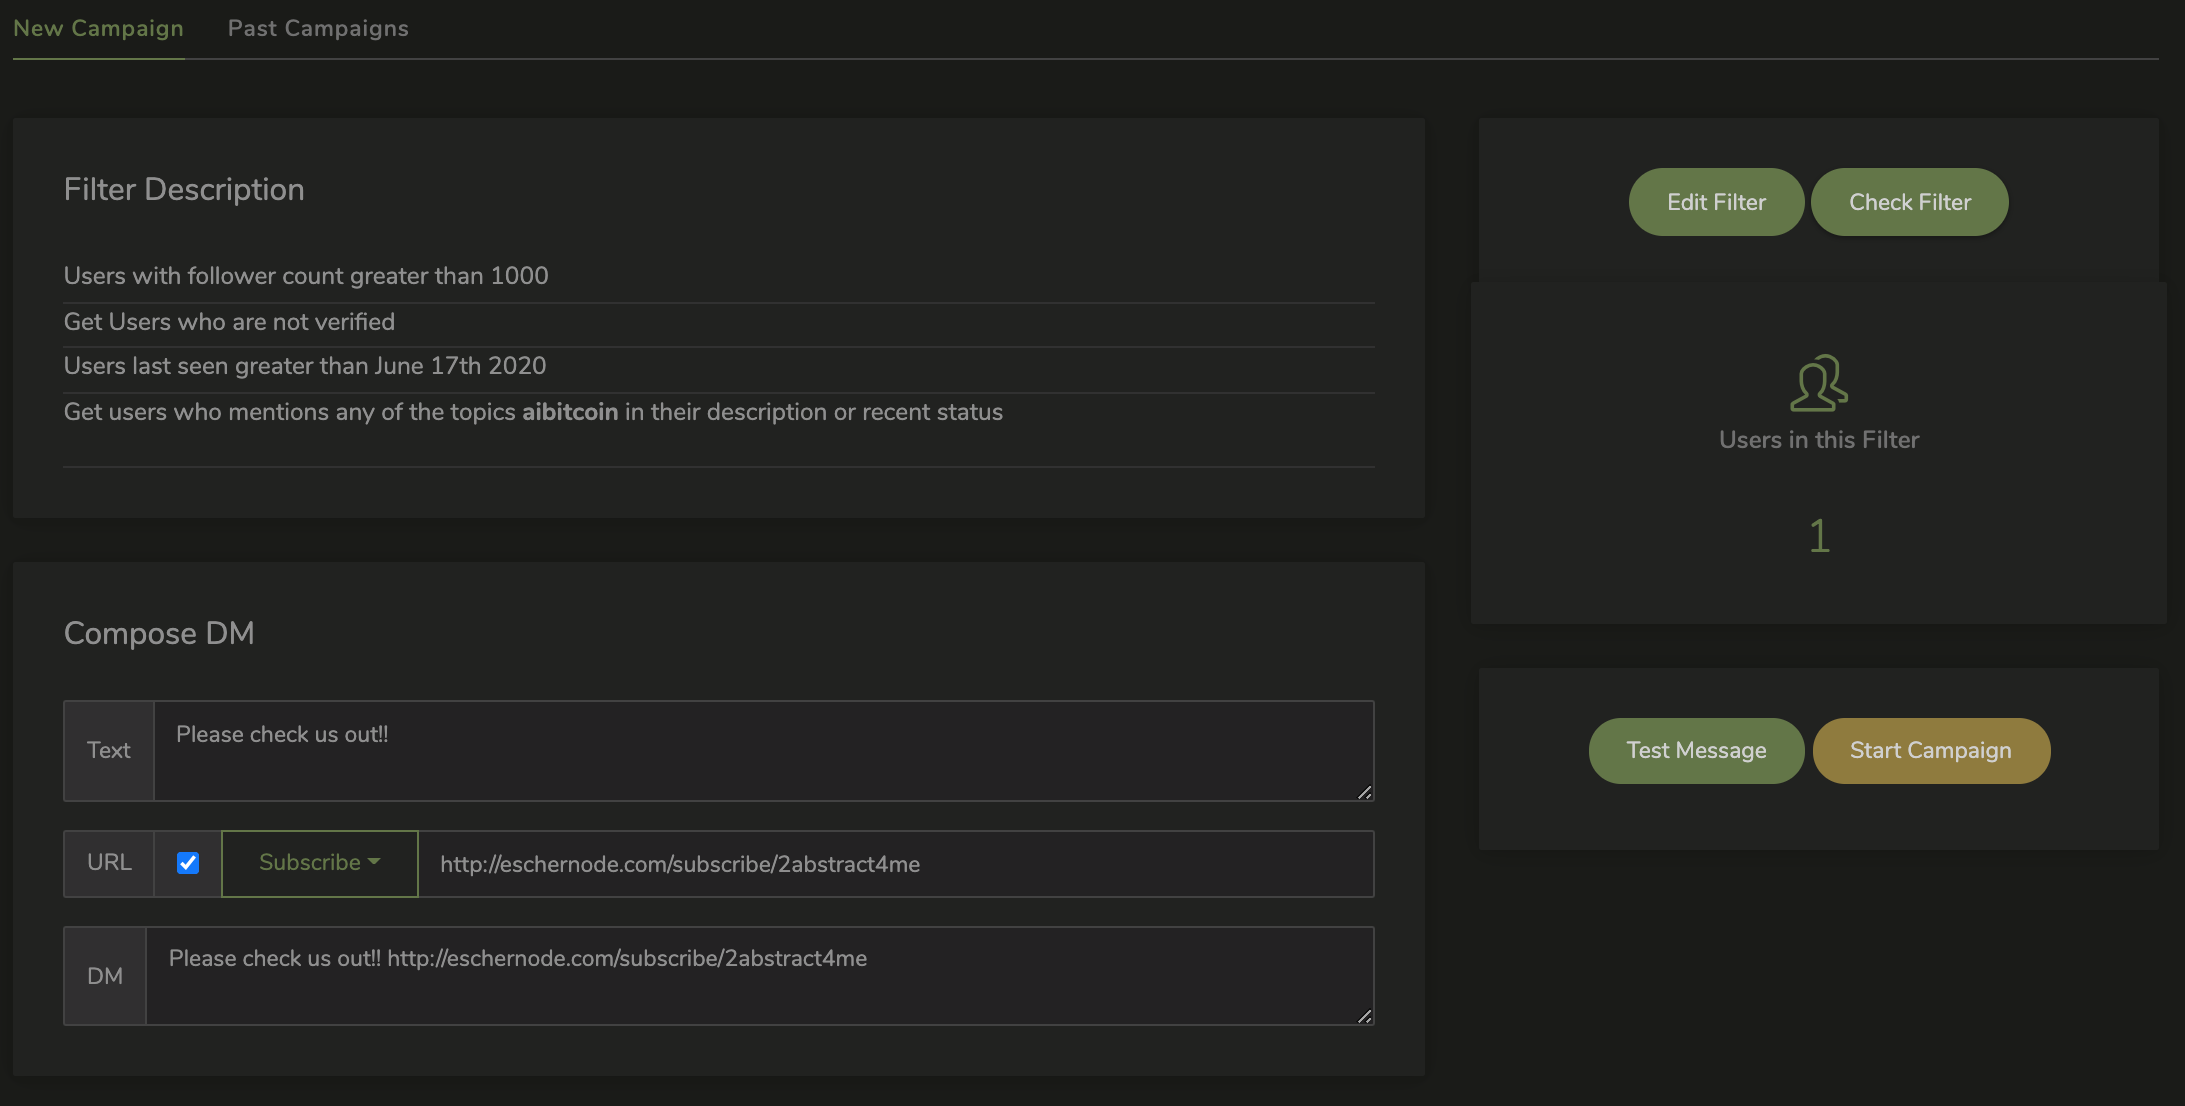 New Campaign Past Campaigns
Filter Description
Users with follower count greater than 1000
Get Users who are not verified
Users last seen greater than June 17th 2020
Get users who mentions any of the topics aibitcoin in their description or recent status
Edit Filter Check Filter
Users in this Filter
1
Compose DM
Text Please check us out!!
URL Subscribe http://eschernode.com/subscribe/2abstract4me
DM Please check us out!! http://eschernode.com/subscribe/2abstract4me
Test Message Start Campaign